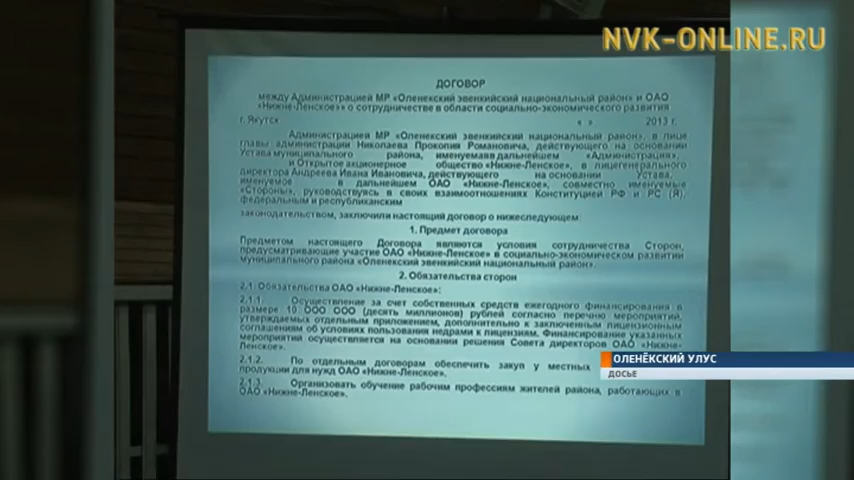 NVK-ONLINE.RU
ДОГОВОР
между Администрацией МР «Оленекский эвенкийский национальный район» и ОАО
«Нижне-Ленское» о сотрудничестве в области социально-экономического развития
г. Якутск « » 2013 г.
Администрацией МР «Оленекский эвенкийский национальный район», в лице
главы администрации Николаева Прокопия Романовича, действующего на основании
Устава муниципального района, именуемая в дальнейшем «Администрация»,
и Открытое акционерное общество «Нижне-Ленское», в лице генерального
директора Андреева Ивана Ивановича, действующего на основании Устава,
именуемое в дальнейшем ОАО «Нижне-Ленское», совместно именуемые
«Стороны», руководствуясь в своих взаимоотношениях Конституцией РФ и РС (Я),
федеральным и республиканским
законодательством, заключили настоящий договор о нижеследующем:
1. Предмет договора
Предметом настоящего Договора являются условия сотрудничества Сторон,
предусматривающие участие ОАО «Нижне-Ленское» в социально-экономическом развитии
муниципального района «Оленекский эвенкийский национальный район».
2. Обязательства сторон
2.1. Обязательства ОАО «Нижне-Ленское»:
2.1.1. Осуществление за счет собственных средств ежегодного финансирования в
размере 10 000 000 (десять миллионов) рублей согласно перечню мероприятий,
утверждаемых отдельным приложением, дополнительно к заключенным лицензионным
соглашениям об условиях пользования недрами к лицензиям. Финансирование указанных
мероприятий осуществляется на основании решения Совета директоров ОАО «Нижне-
Ленское».
2.1.2. По отдельным договорам обеспечить закуп у местных
продукции для нужд ОАО «Нижне-Ленское».
2.1.3. Организовать обучение рабочим профессиям жителей района, работающих в
ОАО «Нижне-Ленское».
ОЛЕНЁКСКИЙ УЛУС
ДОСЬЕ